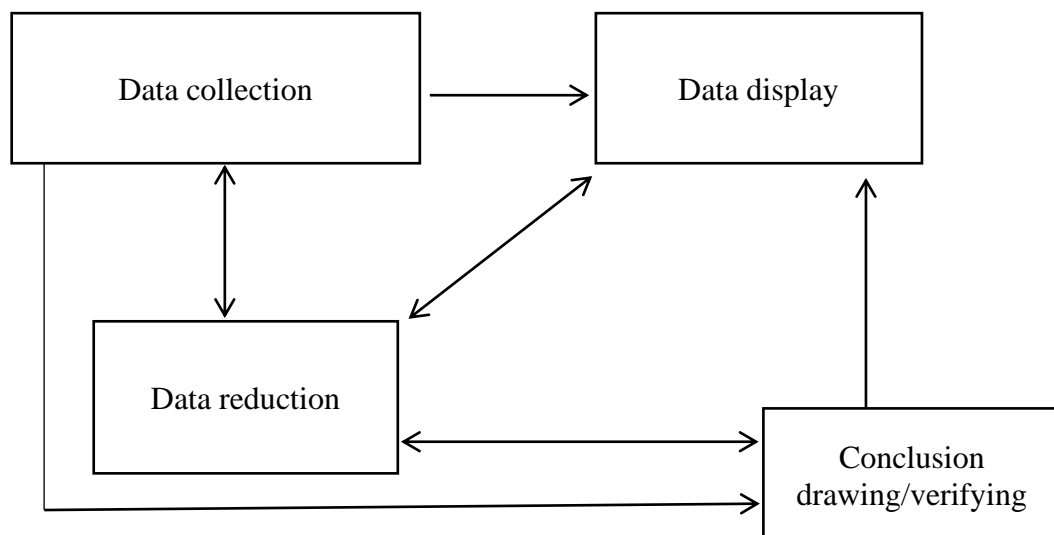 Data collection
Data display
Data reduction
Conclusion
drawing/verifying